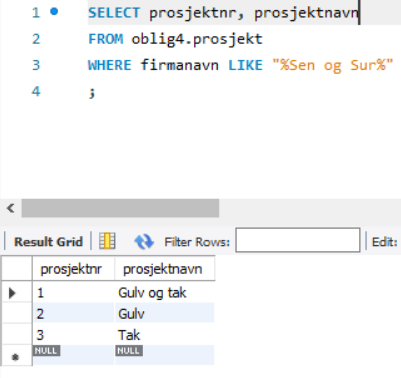 1 SELECT prosjektnr, prosjektnavn
2 FROM oblig4.prosjekt
3 WHERE firmanavn LIKE "%Sen og Sur%"
4 ;
Result Grid Filter Rows: Edit:
prosjektnr prosjektnavn
1 Gulv og tak
2 Gulv
3 Tak
NULL NULL